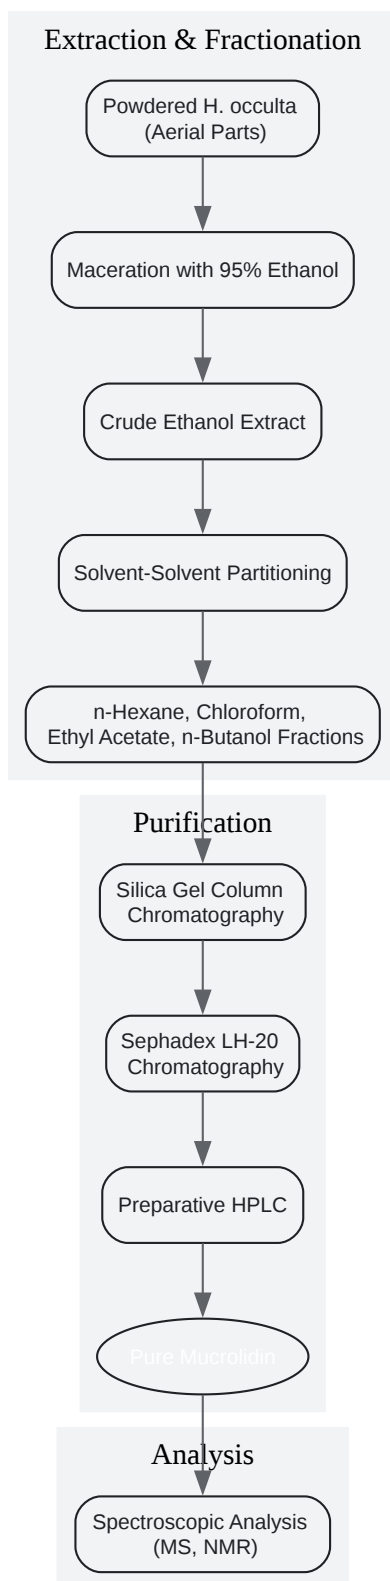 Extraction & Fractionation
Powdered H. occulta
(Aerial Parts)
Maceration with 95% Ethanol
Crude Ethanol Extract
Solvent-Solvent Partitioning
n-Hexane, Chloroform,
Ethyl Acetate, n-Butanol Fractions
Purification
Silica Gel Column
Chromatography
Sephadex LH-20
Chromatography
Preparative HPLC
Pure Mucrolidin
Analysis
Spectroscopic Analysis
(MS, NMR)